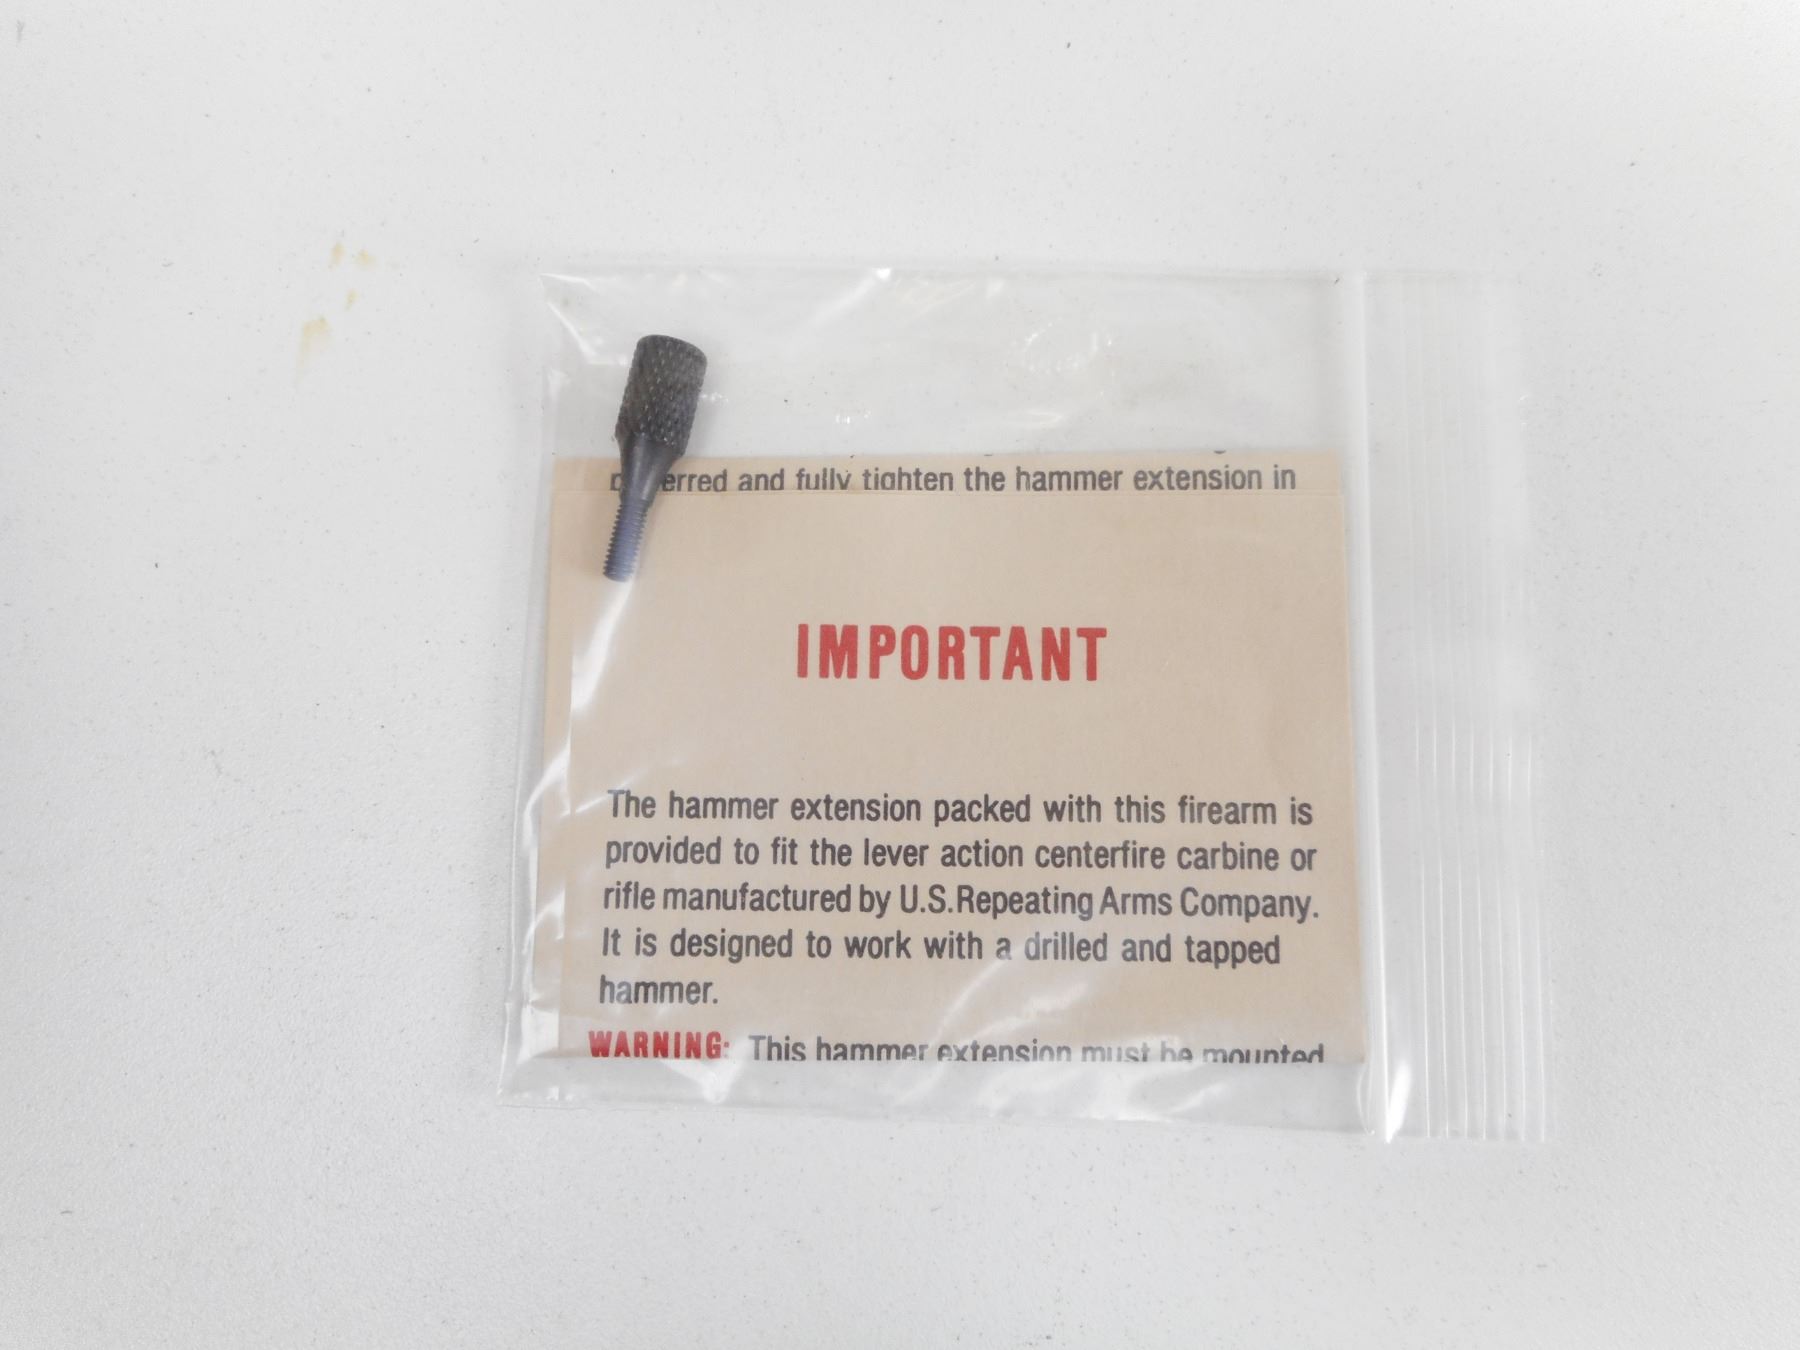 and fully tighten the hammer extension in
IMPORTANT
The hammer extension packed with this firearm is
provided to fit the lever action centerfire carbine or
rifle manufactured by U.S. Repeating Arms Company.
It is designed to work with a drilled and tapped
hammer.
WARNING: This hammer extension must be mounted